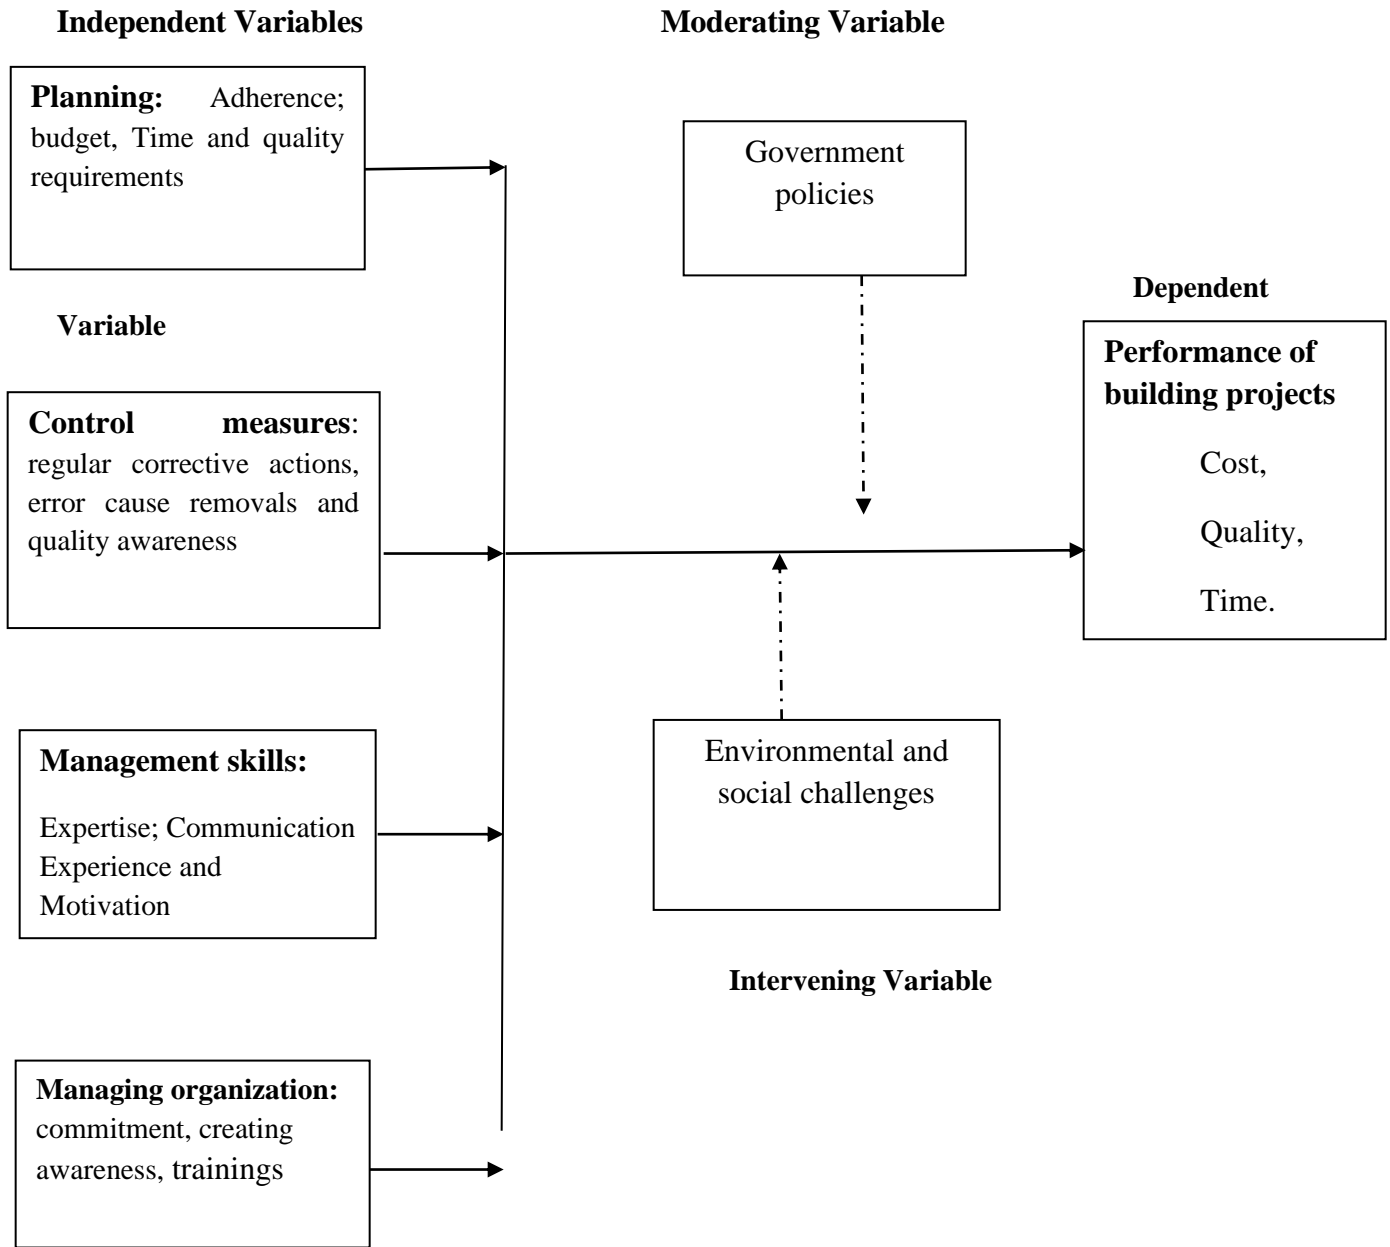 Independent Variables
Moderating Variable
Planning: Adherence;
budget, Time and quality
requirements
Government
policies
Dependent
Variable
Performance of
building projects
Cost,
Quality,
Time.
Control measures:
regular corrective actions,
error cause removals and
quality awareness
Management skills:
Expertise; Communication
Experience and
Motivation
Environmental and
social challenges
Intervening Variable
Managing organization:
commitment, creating
awareness, trainings